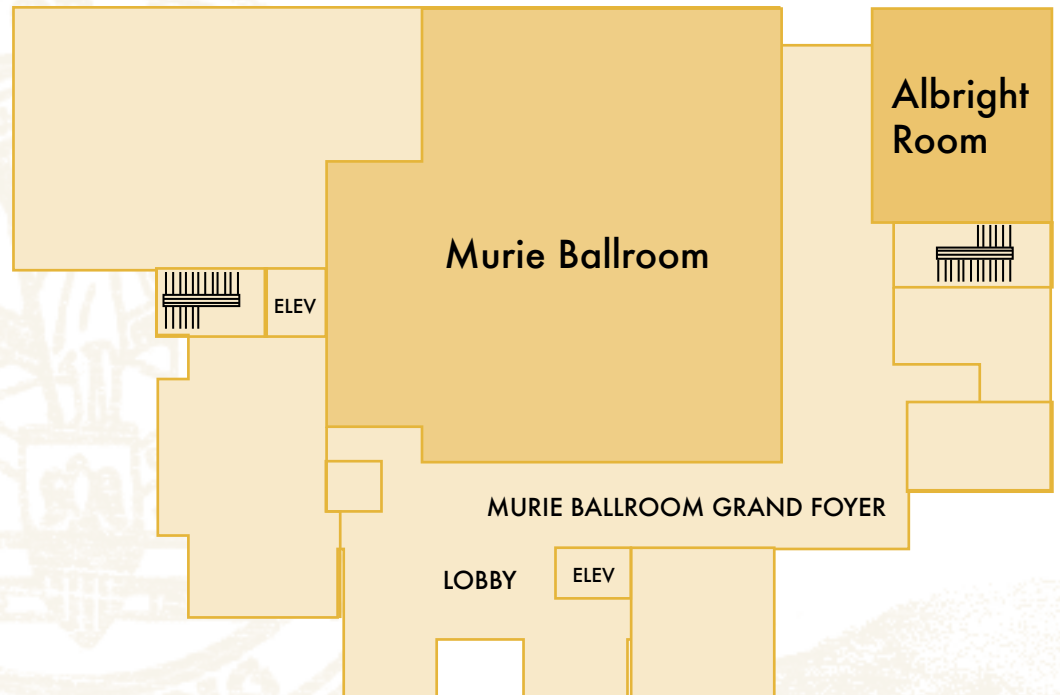 Albright
Room
Murie Ballroom
ELEV
MURIE BALLROOM GRAND FOYER
LOBBY
ELEV